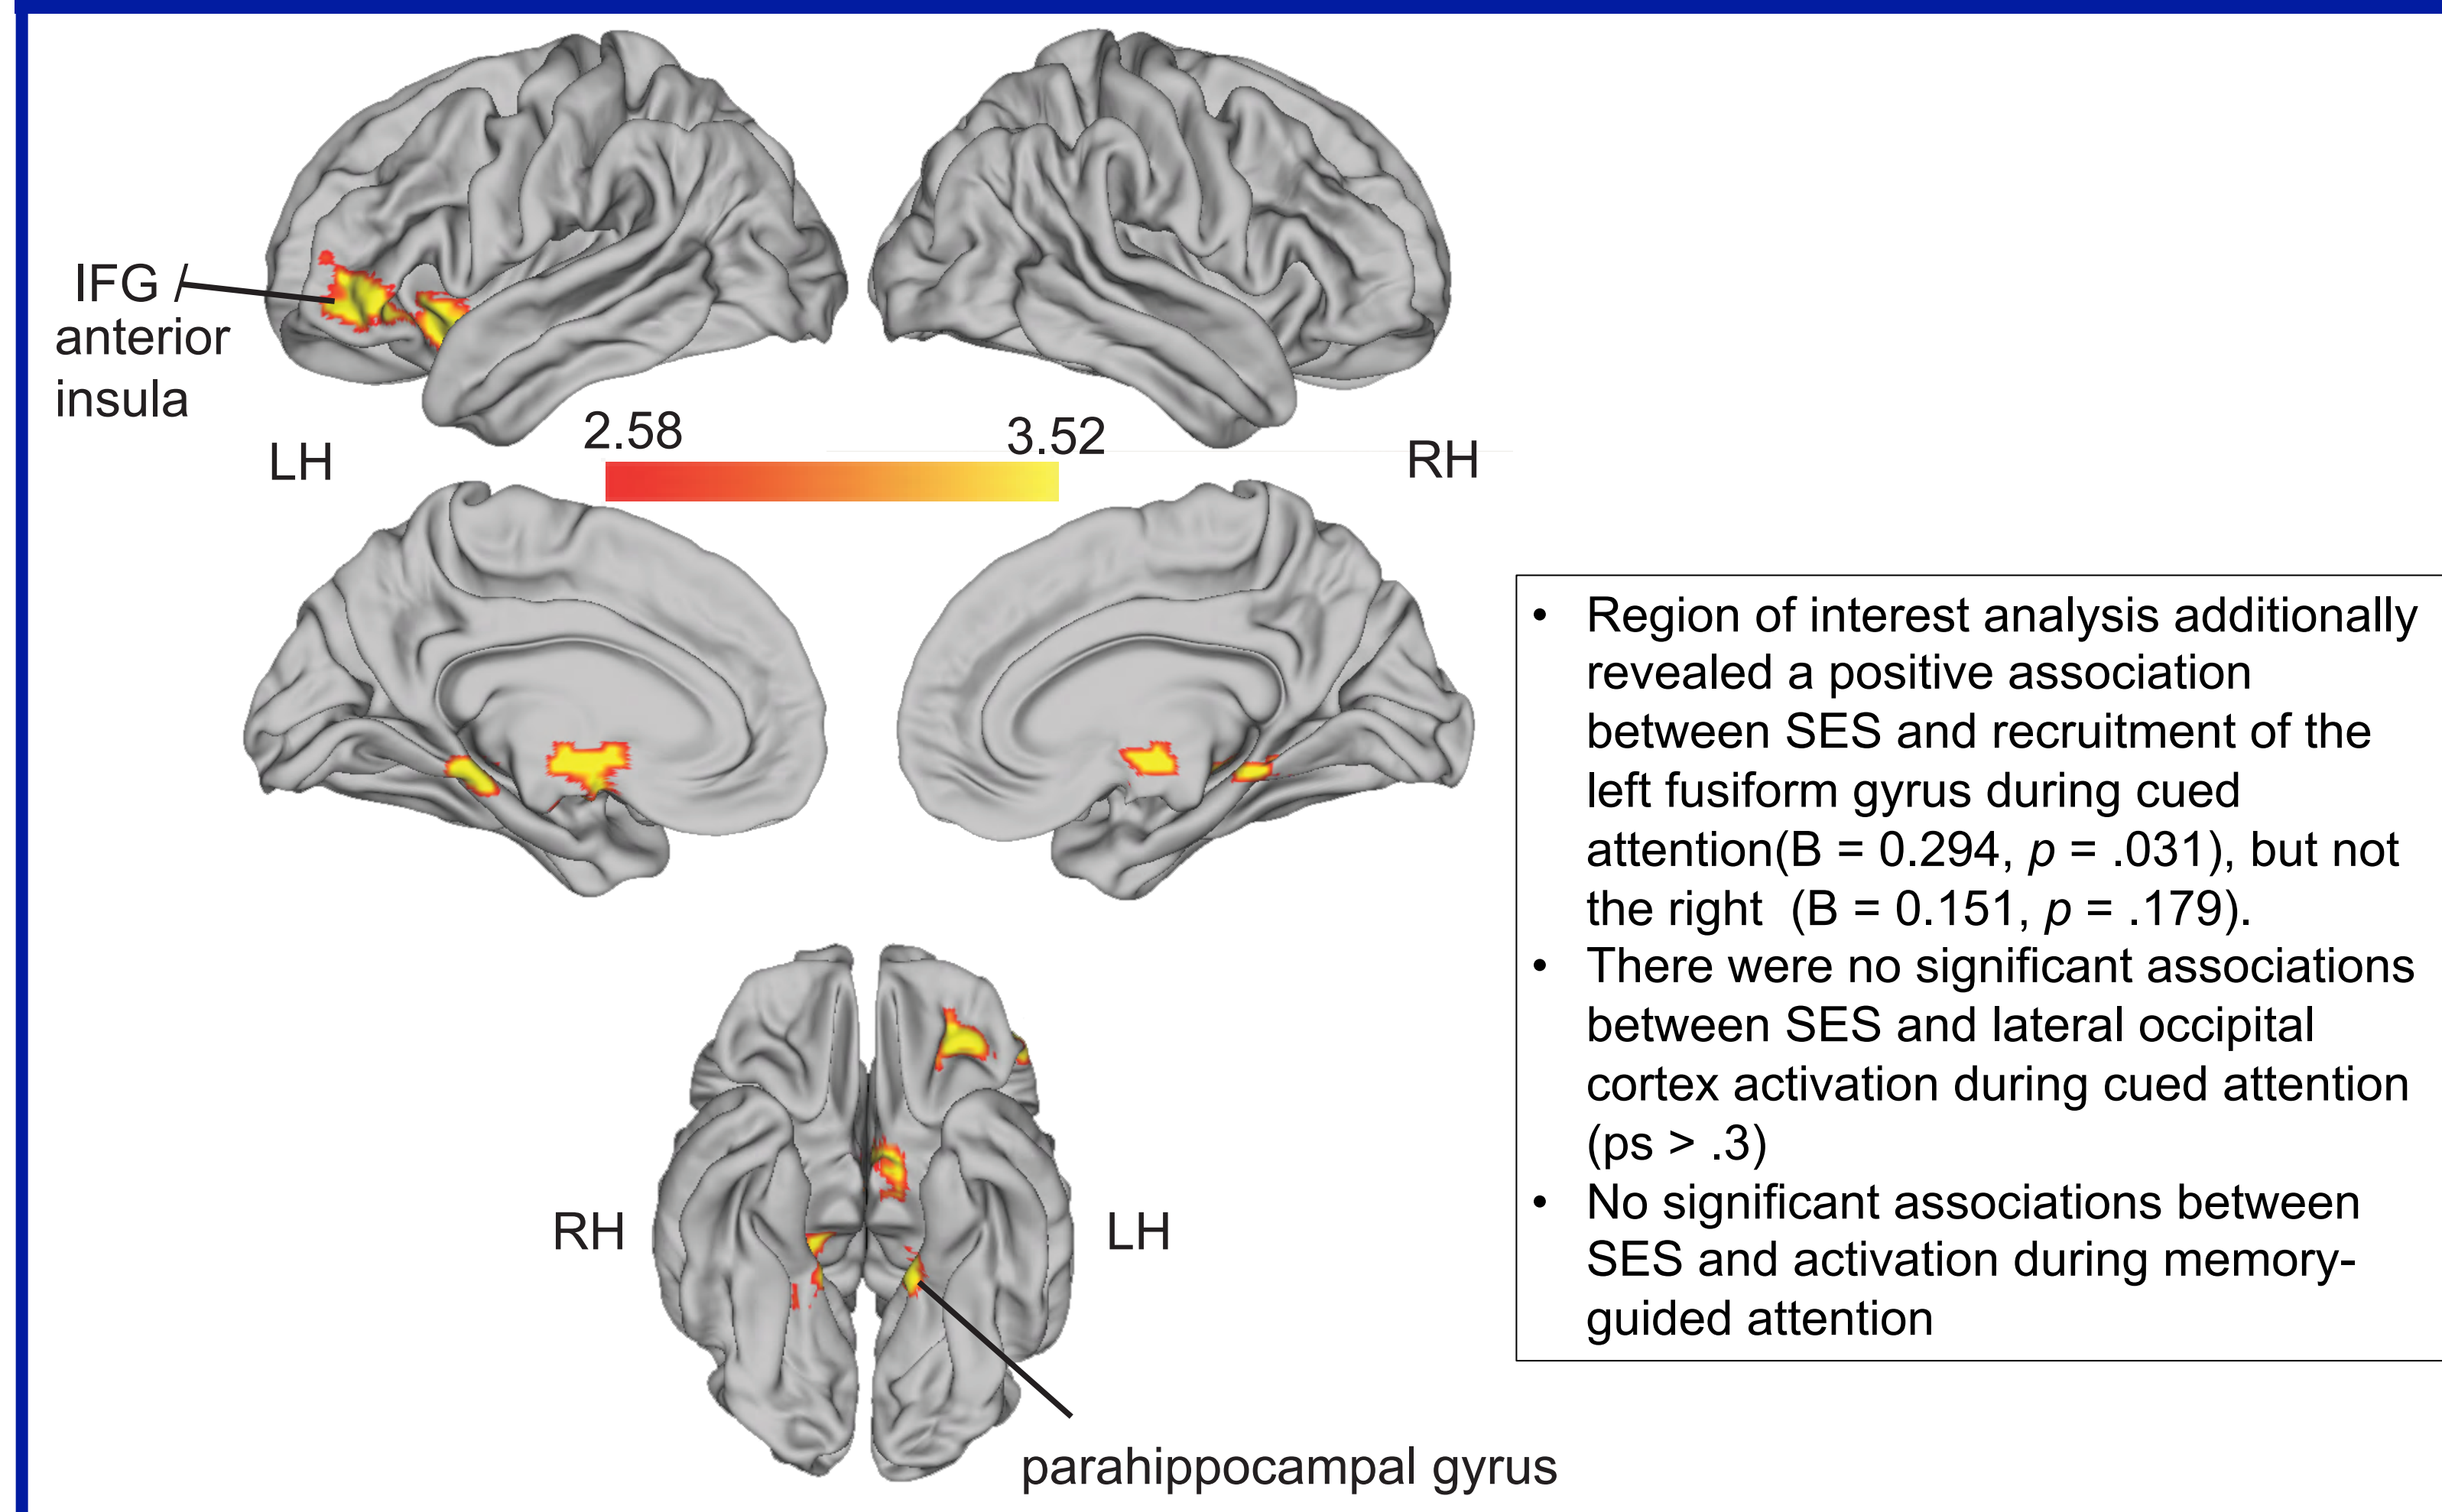 IFG /
anterior
insula
LH
2.58
3.52
RH
RH
LH
parahippocampal gyrus
• Region of interest analysis additionally
revealed a positive association
between SES and recruitment of the
left fusiform gyrus during cued
attention(B = 0.294, p = .031), but not
the right  (B = 0.151, p = .179).
• There were no significant associations
between SES and lateral occipital
cortex activation during cued attention
(ps > .3)
• No significant associations between
SES and activation during memory-
guided attention